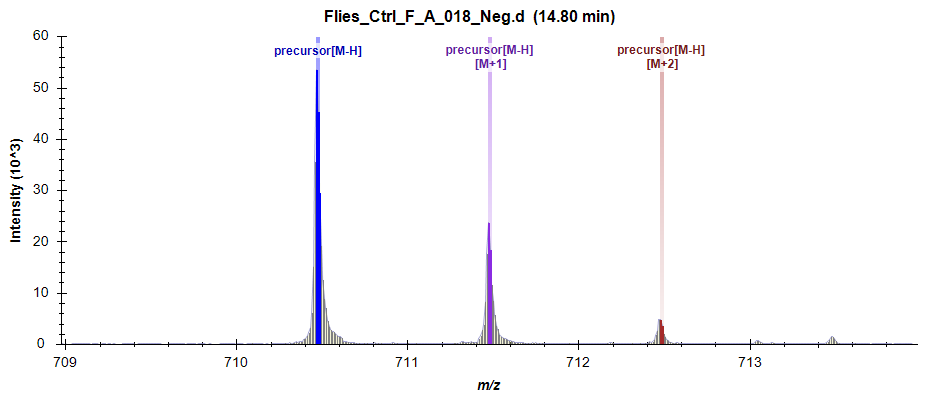 Flies_Ctrl_F_A_018_Neg.d (14.80 min)
60
50
40
30
20
10
0
Intensity (10^3)
precursor[M-H]
precursor[M-H]
[M+1]
precursor[M-H]
[M+2]
709
710
711
712
713
m/z